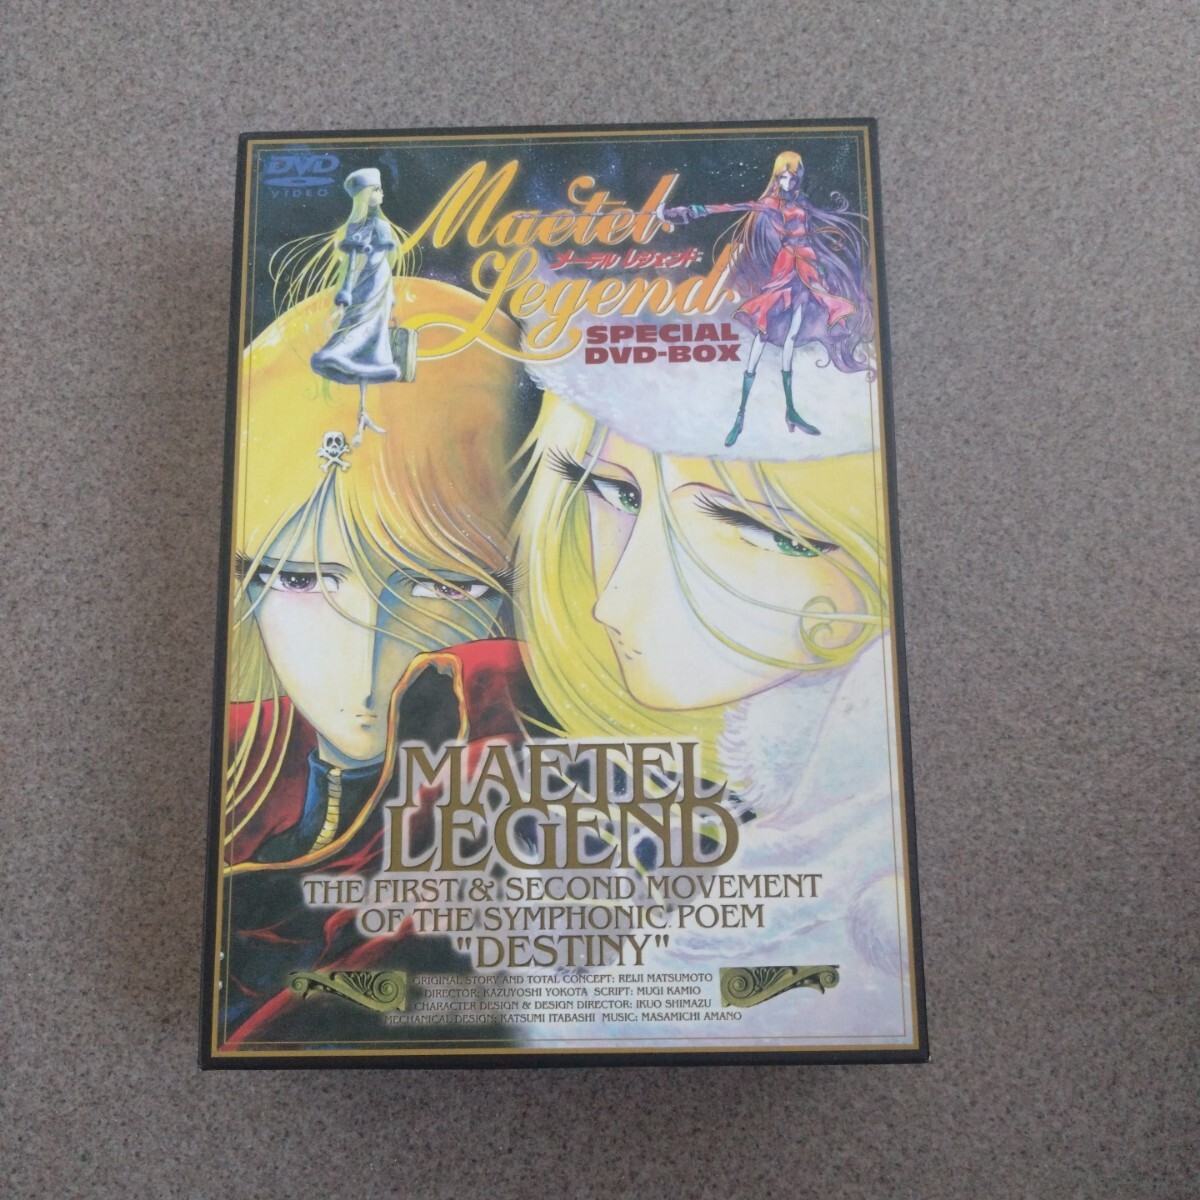 DVD
VIDEO
Maetel
メーテル レジェンド
Legend
SPECIAL
DVD-BOX
MAETEL
LEGEND
THE FIRST & SECOND MOVEMENT
OF THE SYMPHONIC POEM
"DESTINY"
ORIGINAL STORY AND TOTAL CONCEPT: REIJI MATSUMOTO
DIRECTOR: KAZUYOSHI YOKOTA SCRIPT: MUGI KAMIO
CHARACTER DESIGN & DESIGN DIRECTOR: IKUO SHIMAZU
MECHANICAL DESIGN: KATSUMI ITABASHI MUSIC: MASAMICHI AMANO